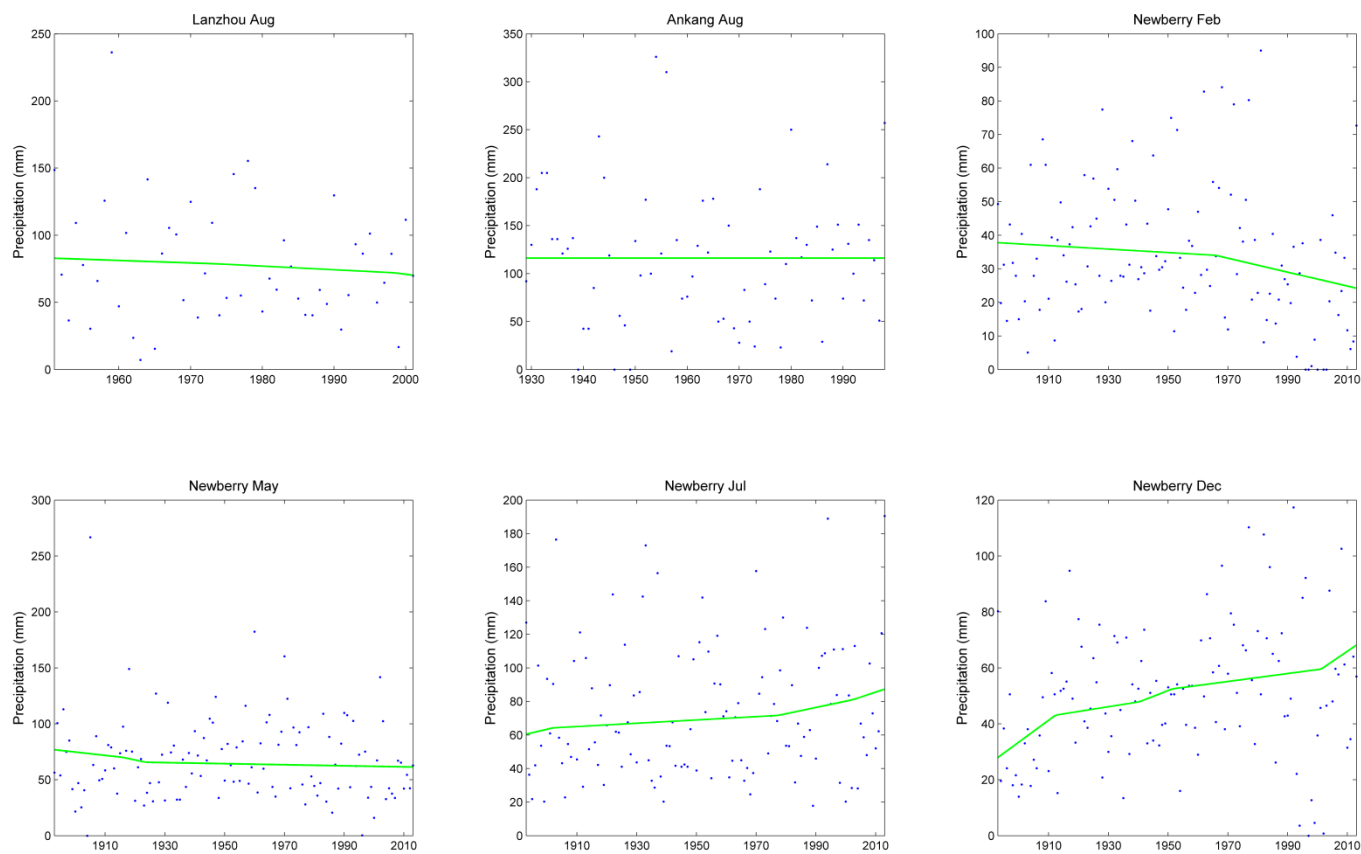 Lanzhou Aug
250
200
150
100
50
0
Precipitation (mm)
1960 1970 1980 1990 2000
Ankang Aug
350
300
250
200
150
100
50
0
Precipitation (mm)
1930 1940 1950 1960 1970 1980 1990
Newberry Feb
100
90
80
70
60
50
40
30
20
10
0
Precipitation (mm)
1910 1930 1950 1970 1990 2010
Newberry May
300
250
200
150
100
50
0
Precipitation (mm)
1910 1930 1950 1970 1990 2010
Newberry Jul
200
180
160
140
120
100
80
60
40
20
0
Precipitation (mm)
1910 1930 1950 1970 1990 2010
Newberry Dec
120
100
80
60
40
20
0
Precipitation (mm)
1910 1930 1950 1970 1990 2010